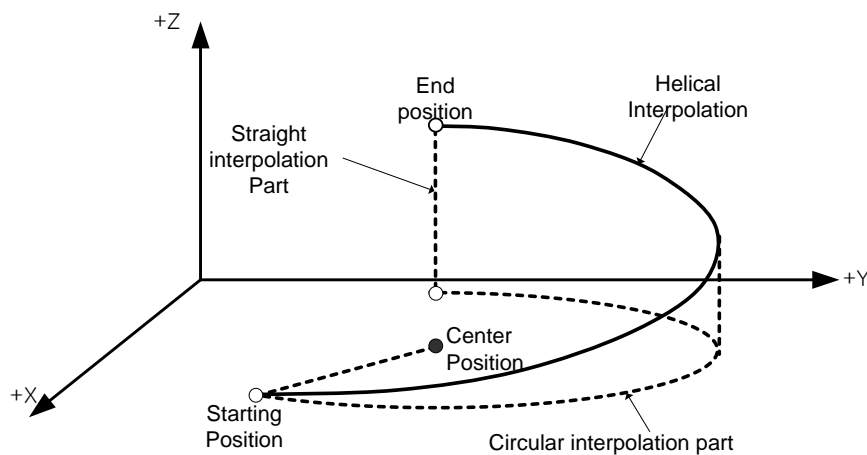 +Z
End
position
Helical
Interpolation
Straight
interpolation
Part
+Y
Center
Position
+X
Starting
Position
Circular interpolation part